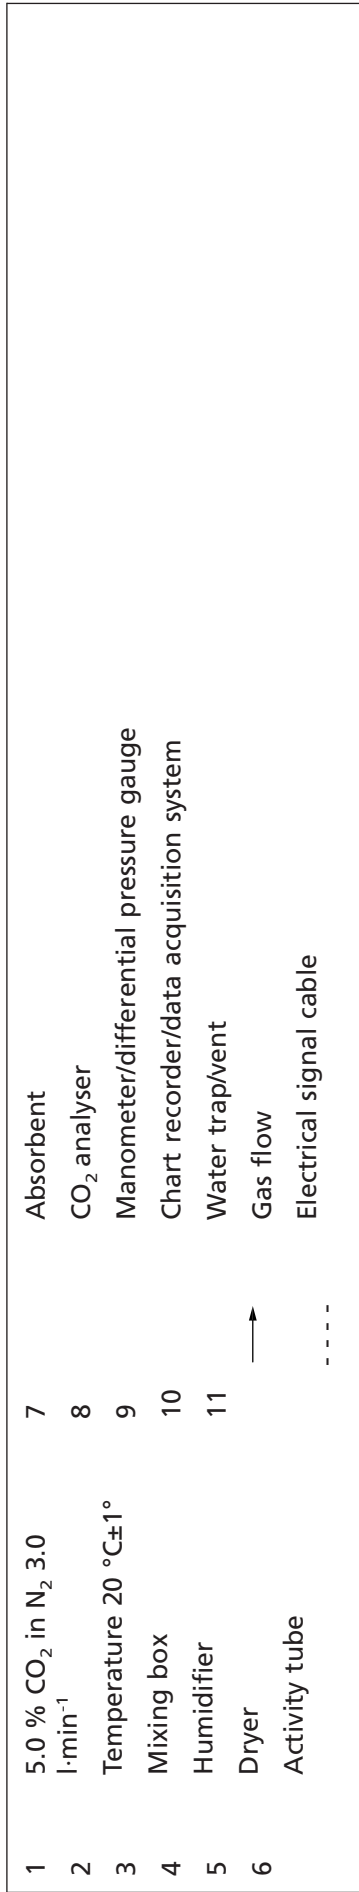 1 5.0 % CO₂ in N₂ 3.0
l·min⁻¹
2 Temperature 20 °C±1°
3 Mixing box
4 Humidifier
5 Dryer
6 Activity tube
7 Absorbent
8 CO₂ analyser
9 Manometer/differential pressure gauge
10 Chart recorder/data acquisition system
11 Water trap/vent
Gas flow
Electrical signal cable